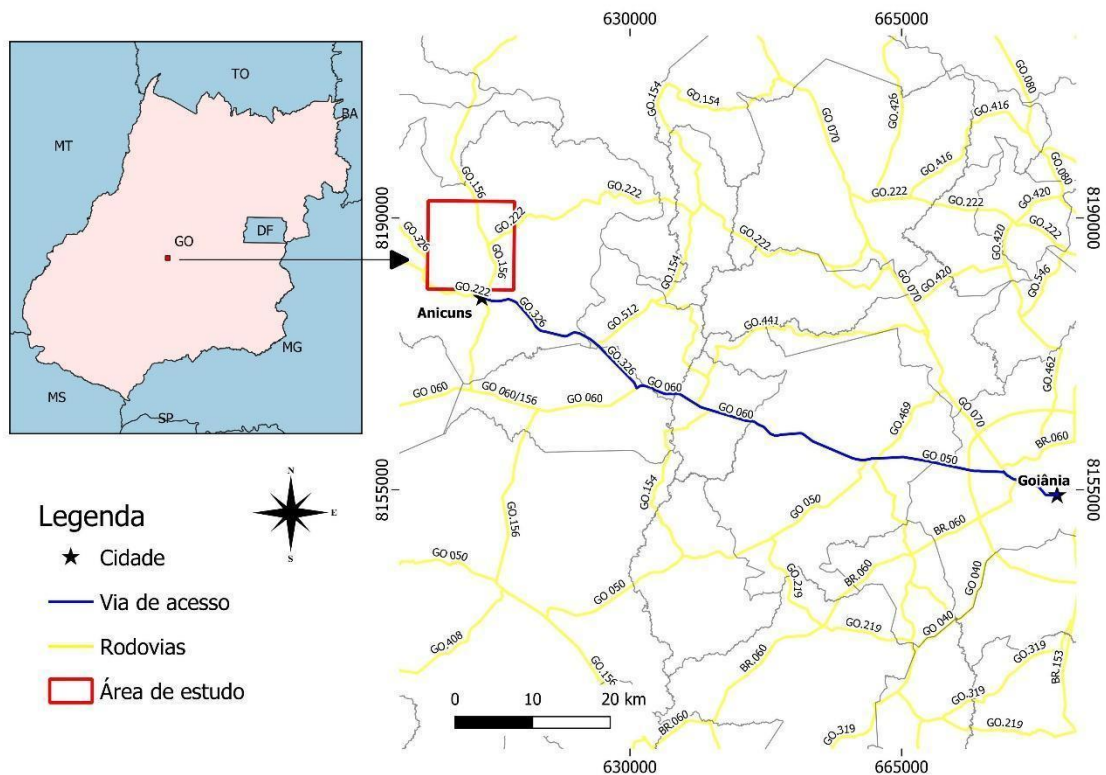 TO
BA
MT
DF
GO
MG
MS
SP
Legenda
N
E
S
Cidade
Via de acesso
Rodovias
Área de estudo
630000
665000
8190000
8155000
8190000
8155000
630000
665000
GO.154
GO.154
GO 070
GO.426
GO.080
GO.416
GO.416
GO.080
GO.156
GO.222
GO.222
GO.326
GO.156
GO.222
GO.154
GO.222
GO.222
GO.222
GO.420
GO.420
GO.222
GO.420
GO.546
GO 070
GO.222
Anicuns
GO.326
GO.512
GO.326
GO.441
GO.462
GO 060
GO 060/156
GO 060
GO 060
GO 060
GO.469
GO 070
BR.060
GO 050
Goiânia
GO.154
GO 050
BR.060
GO.156
GO 050
GO 050
GO.219
BR.060
GO 040
GO.408
GO.156
BR.060
GO.219
GO 040
GO.319
BR.153
GO.319
BR.060
GO.319
GO.219
0 10 20 km